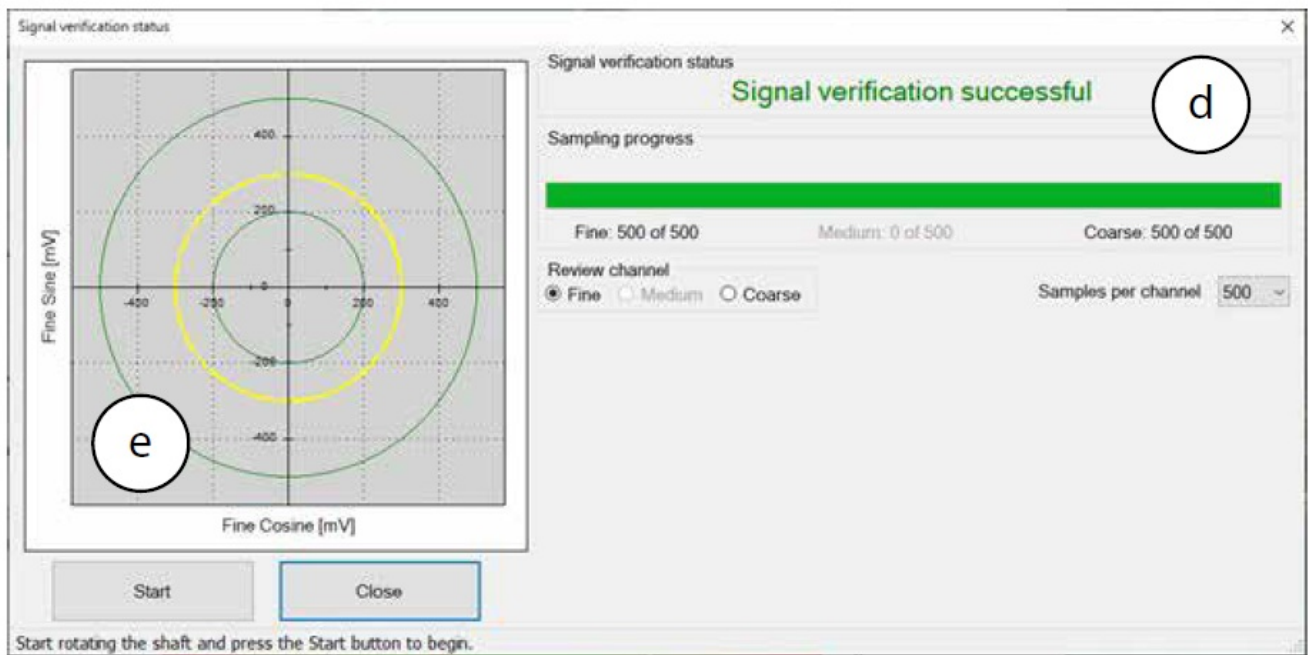 Signal verification status
Signal verification status
Signal verification successful
d
Sampling progress
Fine: 500 of 500 Medium: 0 of 500 Coarse: 500 of 500
Review channel
Fine Medium Coarse
Samples per channel 500
400
200
-400 -200 0 0 200 400
-200
-400
Fine Sine [mV]
e
Fine Cosine [mV]
Start Close
Start rotating the shaft and press the Start button to begin.